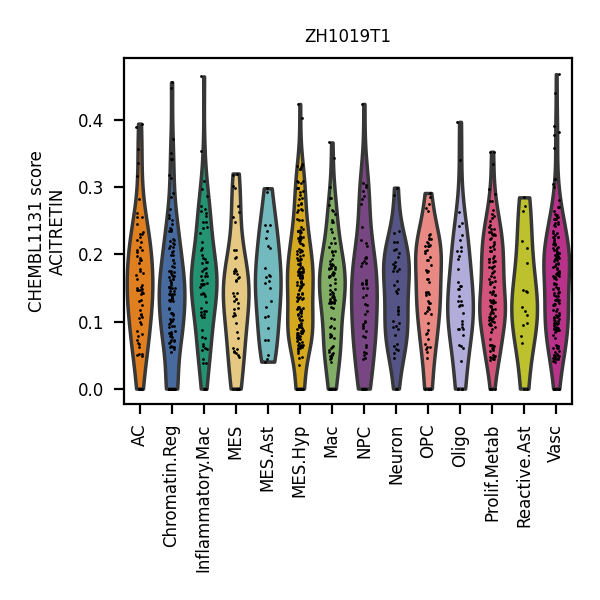 ZH1019T1
CHEMBL1131 score
ACITRETIN
0.4
0.3
0.2
0.1
0.0
AC
Chromatin.Reg
Inflammatory.Mac
MES
MES.Ast
MES.Hyp
Mac
NPC
Neuron
OPC
Oligo
Prolif.Metab
Reactive.Ast
Vasc